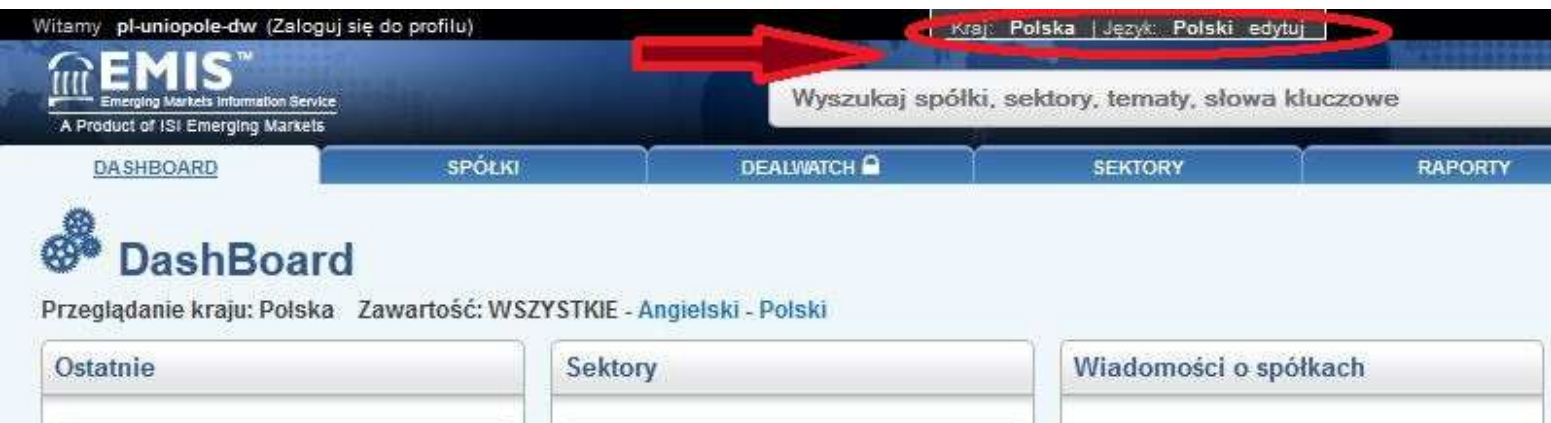 Witamy pl-uniopole-dw (Zaloguj się do profilu)
Kraj: Polska | Język: Polski edytuj
EMIS™
Emerging Markets Information Service
A Product of ISI Emerging Markets
Wyszukaj spółki, sektory, tematy, słowa kluczowe
DASHBOARD SPÓŁKI DEALWATCH SEKTORY RAPORTY
DashBoard
Przeglądanie kraju: Polska Zawartość: WSZYSTKIE - Angielski - Polski
Ostatnie
Sektory
Wiadomości o spółkach